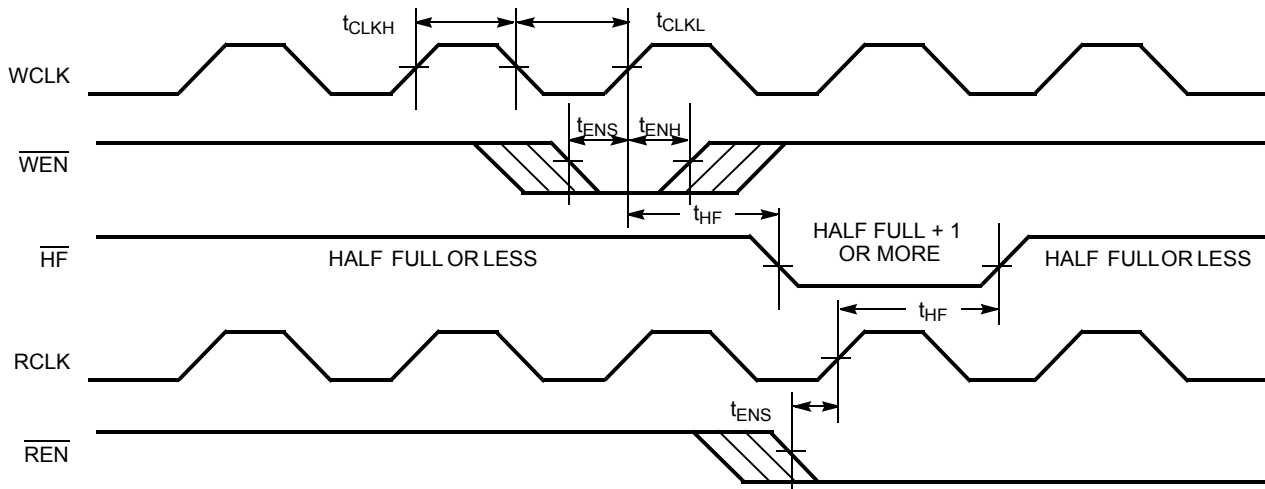 tCLKH
tCLKL
WCLK
tENS
tENH
WEN
tHF
HF
HALF FULL OR LESS
HALF FULL + 1
OR MORE
HALF FULL OR LESS
tHF
RCLK
tENS
REN